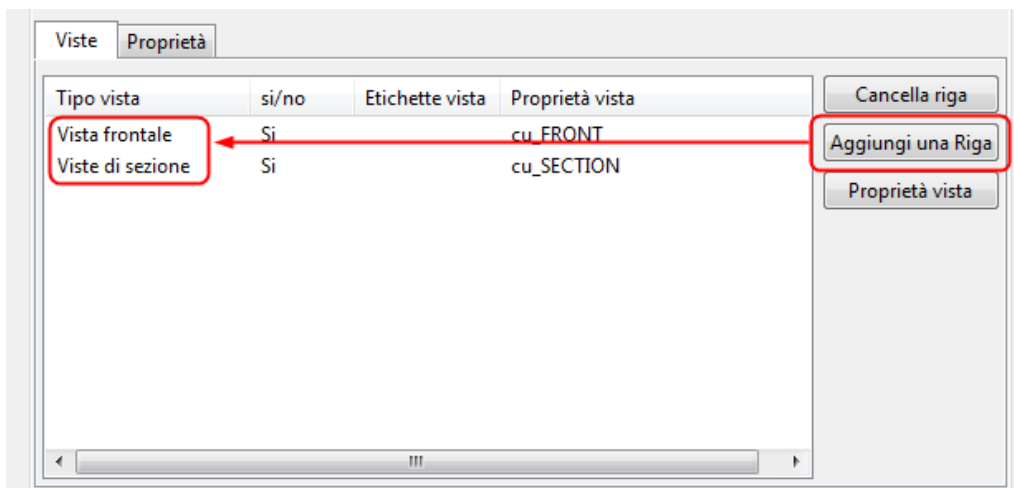 Viste Proprietà
Tipo vista si/no Etichette vista Proprietà vista Cancella riga
Vista frontale Si cu_FRONT Aggiungi una Riga
Viste di sezione Si cu_SECTION
Proprietà vista